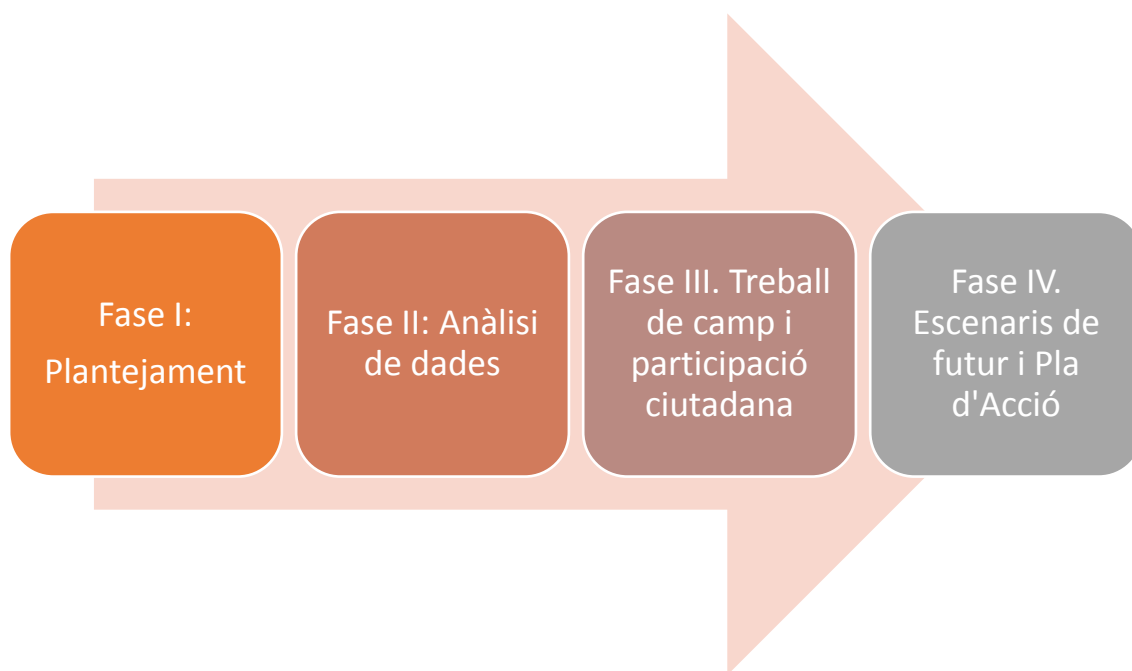 Fase I:
Plantejament
Fase II: Anàlisi
de dades
Fase III. Treball
de camp i
participació
ciutadana
Fase IV.
Escenaris de
futur i Pla
d'Acció